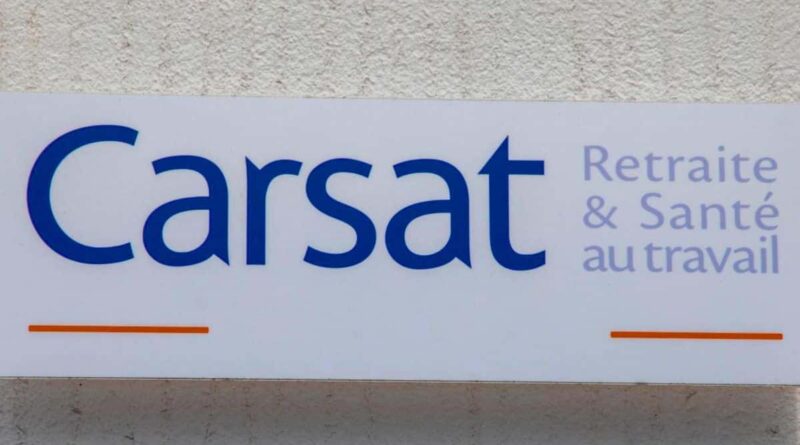 Carsat
Retraite
& Santé
au travail